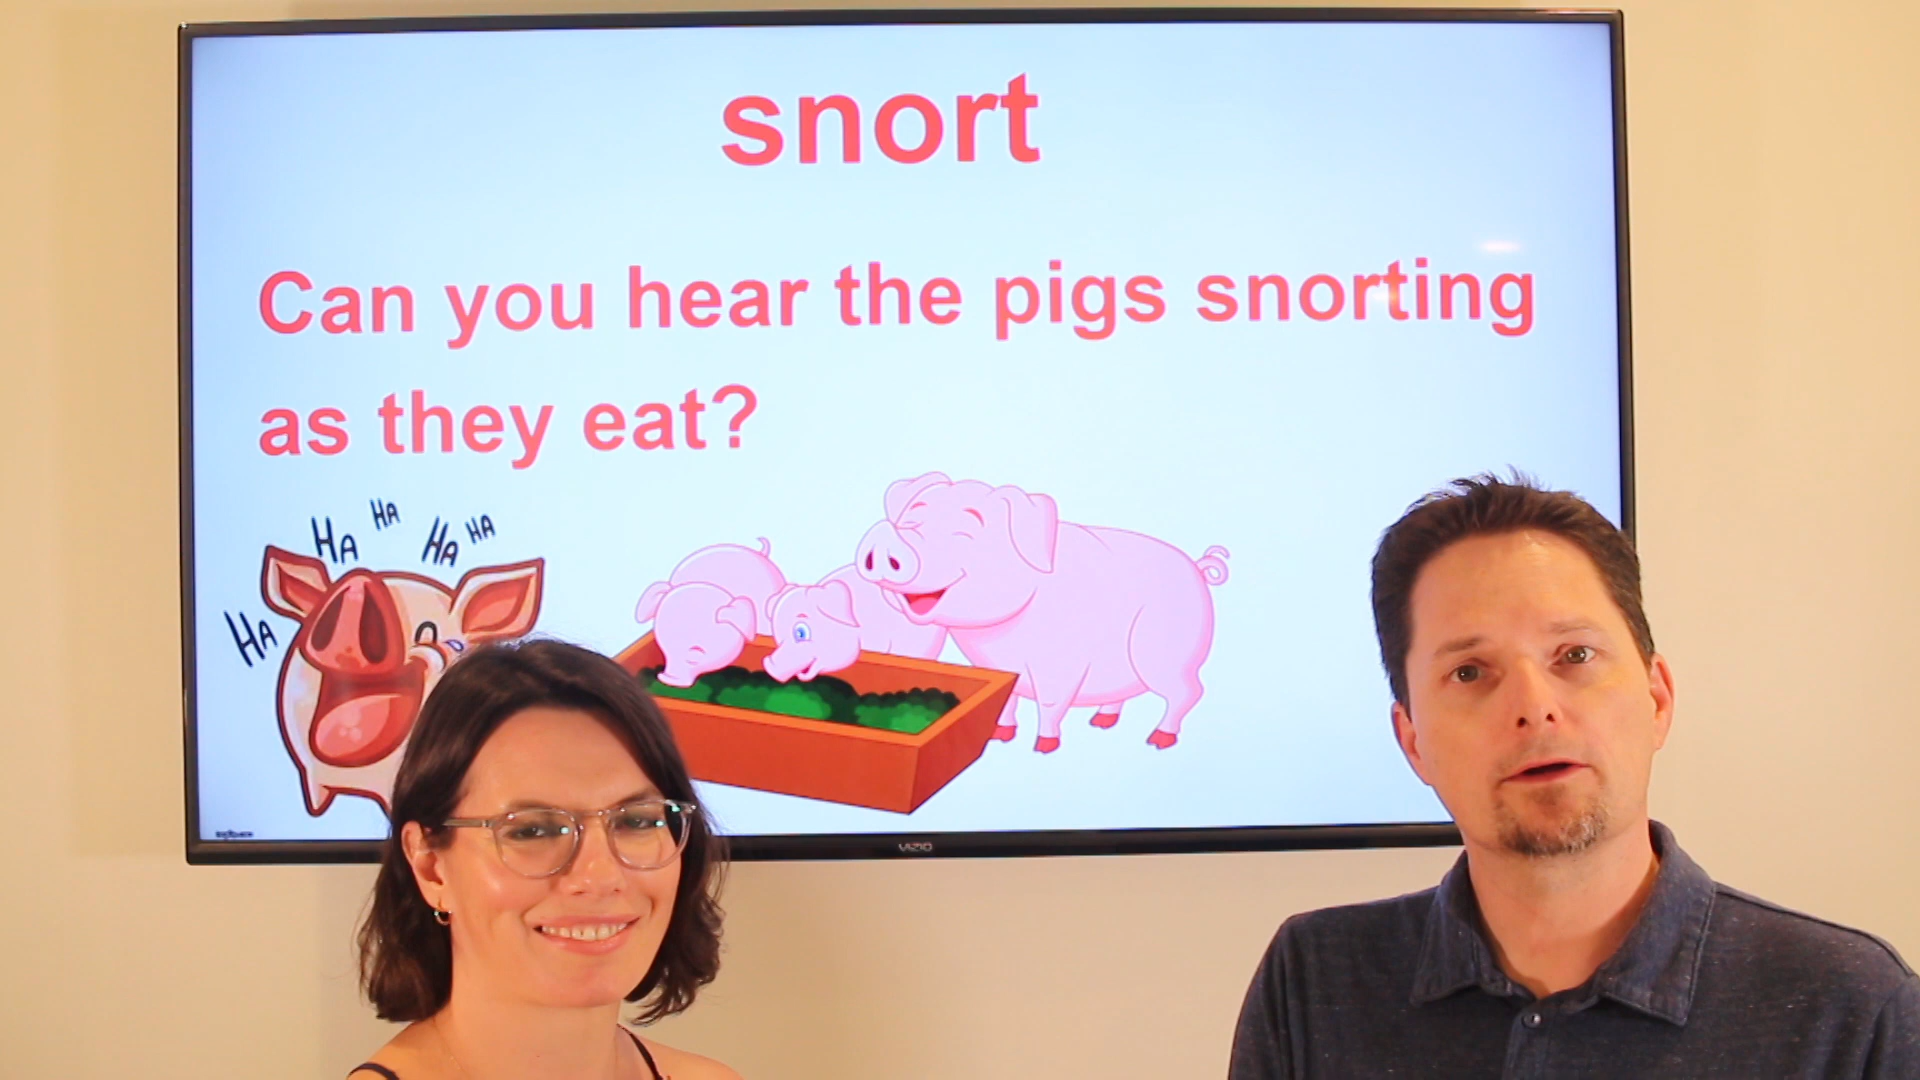 snort
Can you hear the pigs snorting
as they eat?
HA HA HA HA
HA
VIZIO